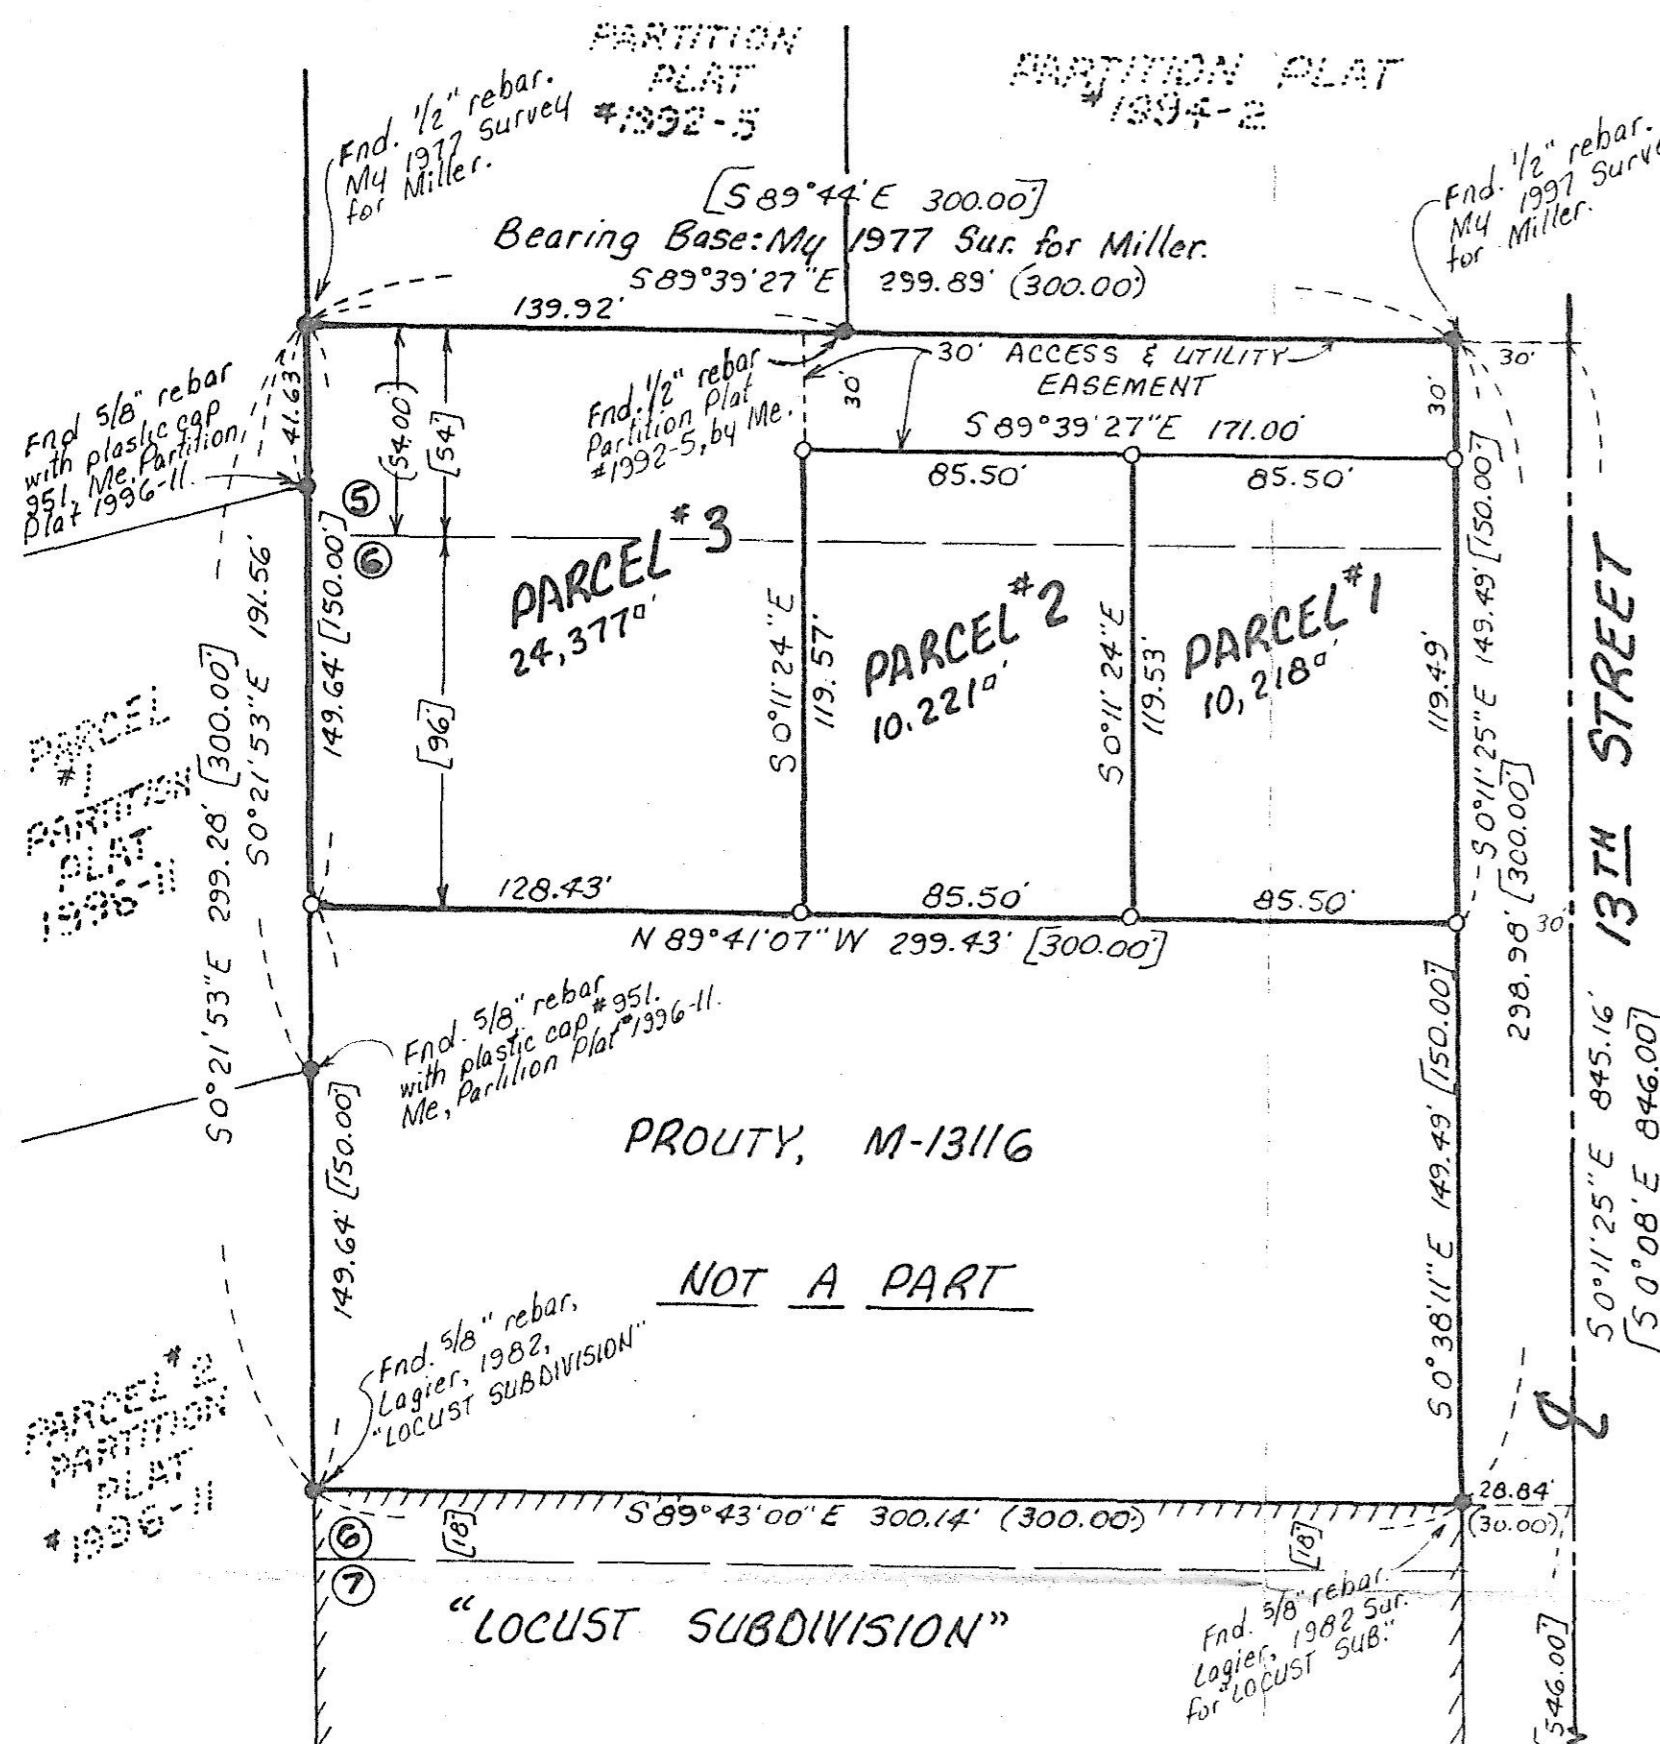 PARTITION
PLAT
#1992-5
PARTITION PLAT
#1994-2
Fnd. 1/2" rebar.
My 1977 Survey
for Miller.
Fnd. 1/2" rebar.
My 1997 Surve
for Miller.
[S 89°44' E 300.00']
Bearing Base: My 1977 Sur. for Miller.
S 89°39'27" E 299.89' (300.00')
139.92'
30' ACCESS & UTILITY
EASEMENT
30'
30'
30'
S 89°39'27" E 171.00'
85.50'
85.50'
Fnd. 1/2" rebar
Partition Plat
#1992-5, by Me.
Fnd 5/8" rebar
with plastic cap
951, Me, Partition
Plat 1996-11.
41.63'
(54.00')
[54']
[96']
5
6
149.64' [150.00']
S 0°21'53" E 191.56'
S 0°21'53" E 299.28' [300.00']
PARCEL #3
24,377□'
S 0°11'24" E
119.57'
PARCEL #2
10,221□'
S 0°11'24" E
119.53'
PARCEL #1
10,218□'
119.49'
S 0°11'25" E 149.49' [150.00']
298.98' [300.00']
13TH STREET
PARCEL
#1
PARTITION
PLAT
1996-11
128.43'
85.50'
85.50'
N 89°41'07" W 299.43' [300.00']
30'
Fnd. 5/8" rebar
with plastic cap #951.
Me, Partition Plat #1996-11.
149.64' [150.00']
PROUTY, M-13116
NOT A PART
S 0°38'11" E 149.49' [150.00']
S 0°11'25" E 845.16'
[S 0°08' E 846.00']
Fnd. 5/8" rebar,
Lagier, 1982,
"LOCUST SUBDIVISION"
PARCEL #2
PARTITION
PLAT
#1996-11
S 89°43'00" E 300.14' (300.00')
28.84'
(30.00')
[18']
[18']
6
7
"LOCUST SUBDIVISION"
Fnd. 5/8" rebar.
Lagier, 1982 Sur.
for "LOCUST SUB."
[546.00']